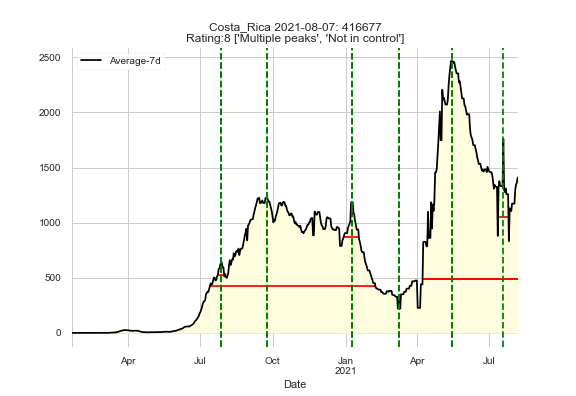 Costa_Rica 2021-08-07: 416677
Rating:8 ['Multiple peaks', 'Not in control']
Average-7d
2500
2000
1500
1000
500
0
Apr Jul Oct Jan Apr Jul
2021
Date